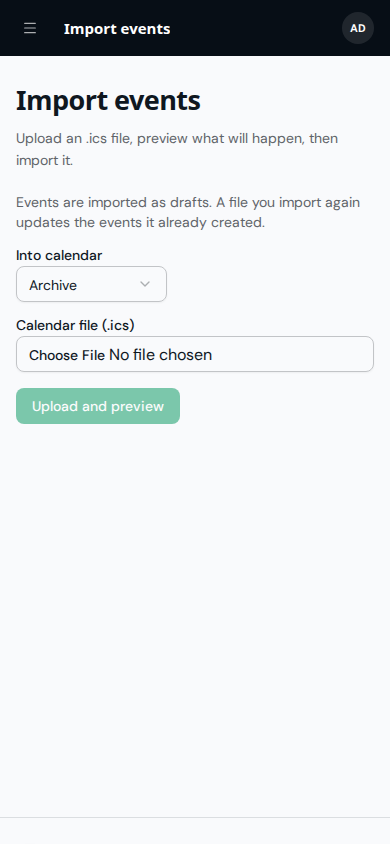 Import events
AD
Import events
Upload an .ics file, preview what will happen, then
import it.
Events are imported as drafts. A file you import again
updates the events it already created.
Into calendar
Archive
Calendar file (.ics)
Choose File No file chosen
Upload and preview